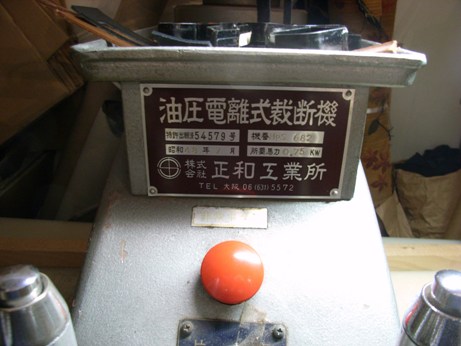 油圧電離式裁断機
特許出願済54579号 機番 662
昭和 年 月 所要馬力0.75KW
株式会社 正和工業所
TEL 大阪 06(631)5572